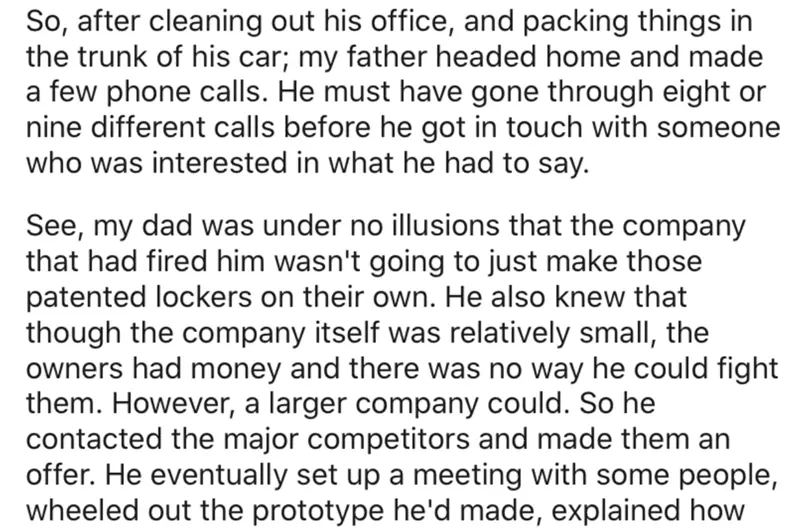 So, after cleaning out his office, and packing things in
the trunk of his car; my father headed home and made
a few phone calls. He must have gone through eight or
nine different calls before he got in touch with someone
who was interested in what he had to say.
See, my dad was under no illusions that the company
that had fired him wasn't going to just make those
patented lockers on their own. He also knew that
though the company itself was relatively small, the
owners had money and there was no way he could fight
them. However, a larger company could. So he
contacted the major competitors and made them an
offer. He eventually set up a meeting with some people,
wheeled out the prototype he'd made, explained how